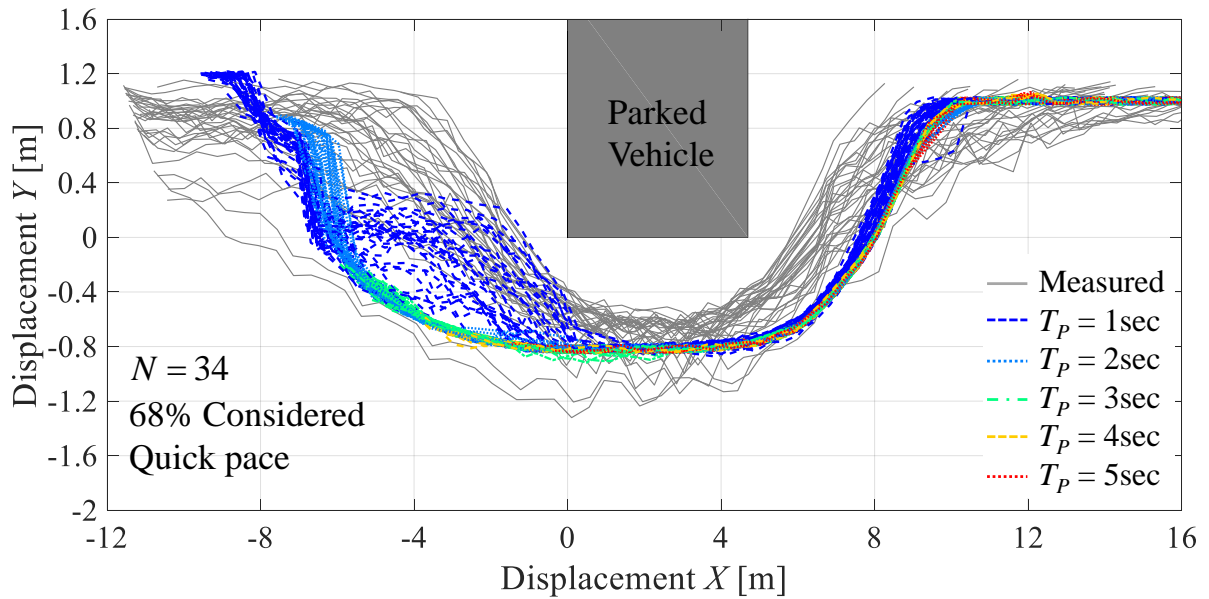 1.6
1.2
0.8
0.4
0
-0.4
-0.8
-1.2
-1.6
-2
Displacement Y [m]
Parked
Vehicle
N = 34
68% Considered
Quick pace
Measured
T_P = 1sec
T_P = 2sec
T_P = 3sec
T_P = 4sec
T_P = 5sec
-12 -8 -4 0 4 8 12 16
Displacement X [m]